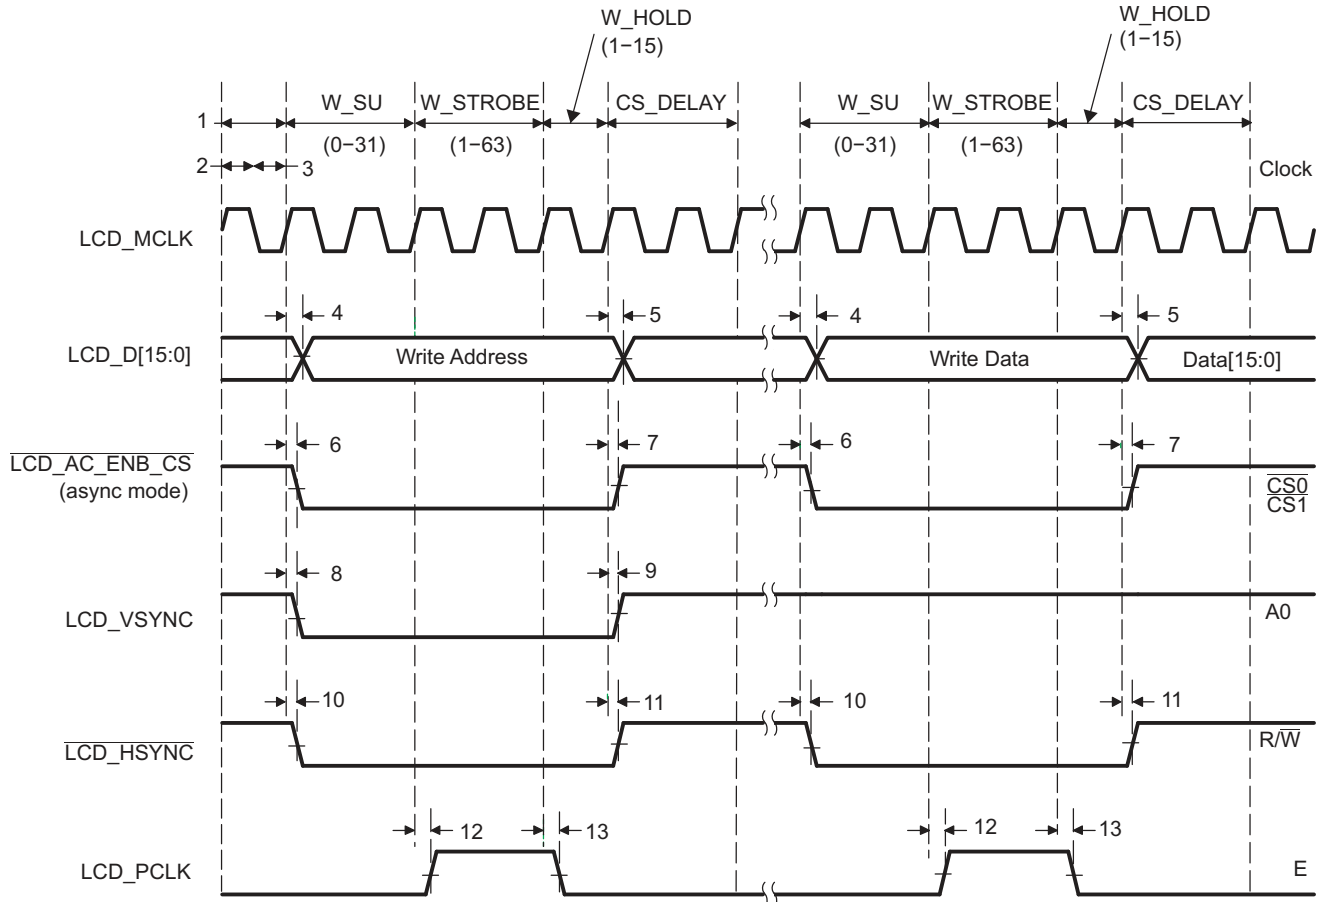 W_HOLD
(1−15)
W_HOLD
(1−15)
W_SU
W_STROBE
CS_DELAY
W_SU
W_STROBE
CS_DELAY
1
(0−31)
(1−63)
(0−31)
(1−63)
2
3
Clock
LCD_MCLK
4
5
4
5
LCD_D[15:0]
Write Address
Write Data
Data[15:0]
6
7
6
7
LCD_AC_ENB_CS
(async mode)
CS0
CS1
8
9
LCD_VSYNC
A0
10
11
10
11
LCD_HSYNC
R/W
12
13
12
13
LCD_PCLK
E